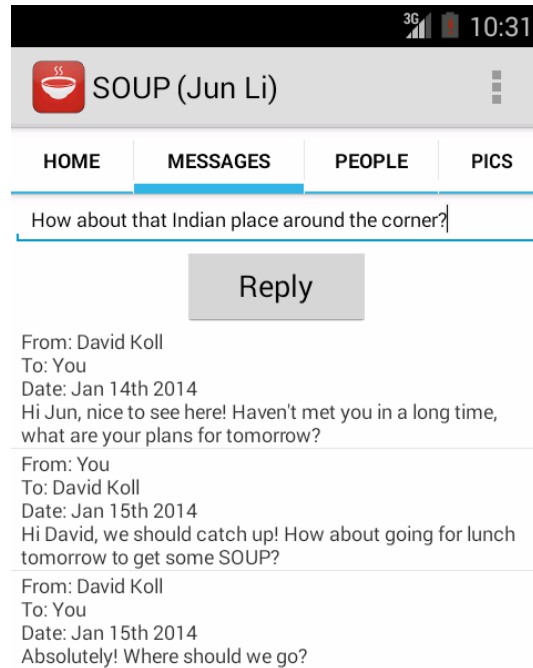 3G 10:31
SOUP (Jun Li)
HOME MESSAGES PEOPLE PICS
How about that Indian place around the corner?
Reply
From: David Koll
To: You
Date: Jan 14th 2014
Hi Jun, nice to see here! Haven't met you in a long time,
what are your plans for tomorrow?
From: You
To: David Koll
Date: Jan 15th 2014
Hi David, we should catch up! How about going for lunch
tomorrow to get some SOUP?
From: David Koll
To: You
Date: Jan 15th 2014
Absolutely! Where should we go?